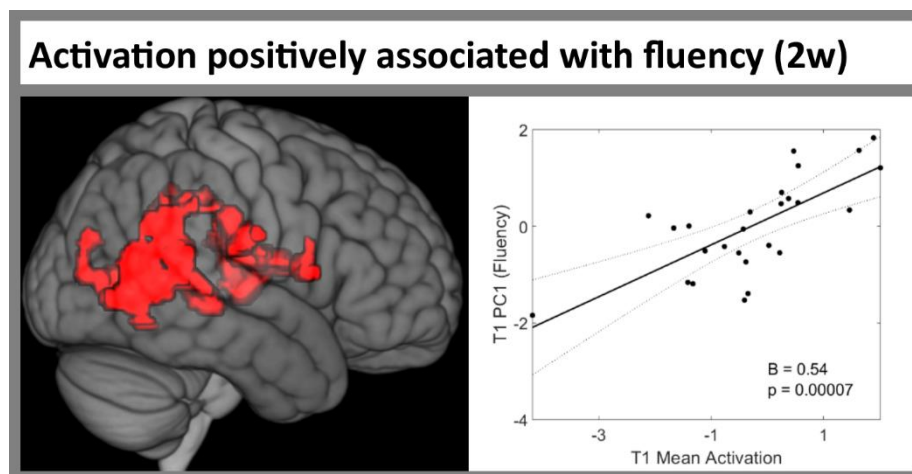 Activation positively associated with fluency (2w)
2
0
-2
-4
T1 PC1 (Fluency)
B = 0.54
p = 0.00007
-3
-1
1
T1 Mean Activation